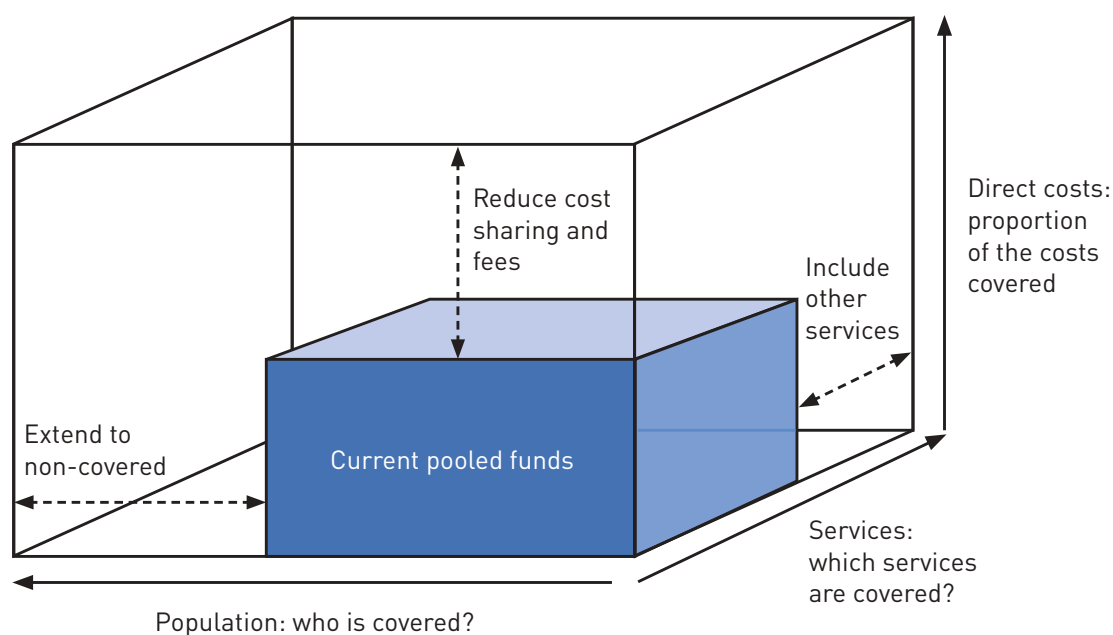 Reduce cost
sharing and
fees
Direct costs:
proportion
of the costs
covered
Include
other
services
Extend to
non-covered
Current pooled funds
Services:
which services
are covered?
Population: who is covered?